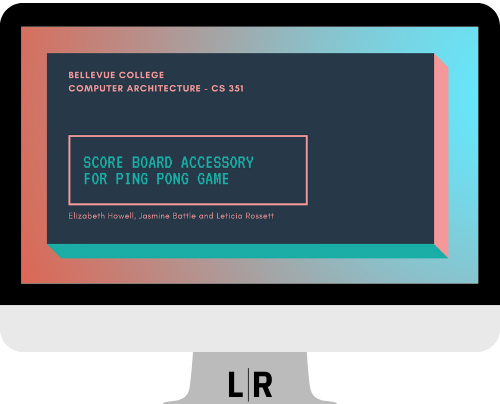 BELLEVUE COLLEGE
COMPUTER ARCHITECTURE - CS 351
SCORE BOARD ACCESSORY
FOR PING PONG GAME
Elizabeth Howell, Jasmine Battle and Leticia Rossett
L|R